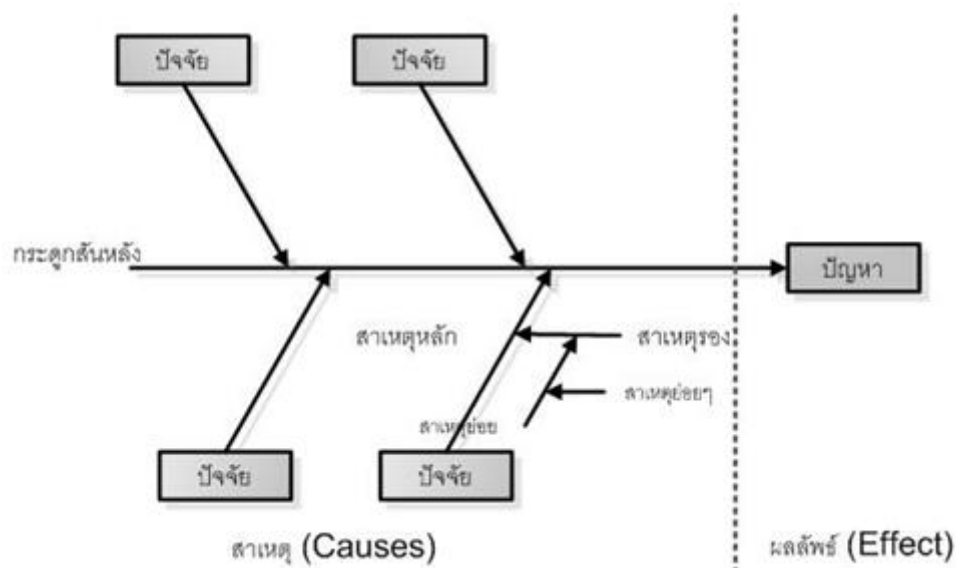 ปัจจัย
ปัจจัย
กระดูกสันหลัง
ปัญหา
สาเหตุหลัก
สาเหตุรอง
สาเหตุย่อยๆ
สาเหตุย่อย
ปัจจัย
ปัจจัย
สาเหตุ (Causes)
ผลลัพธ์ (Effect)